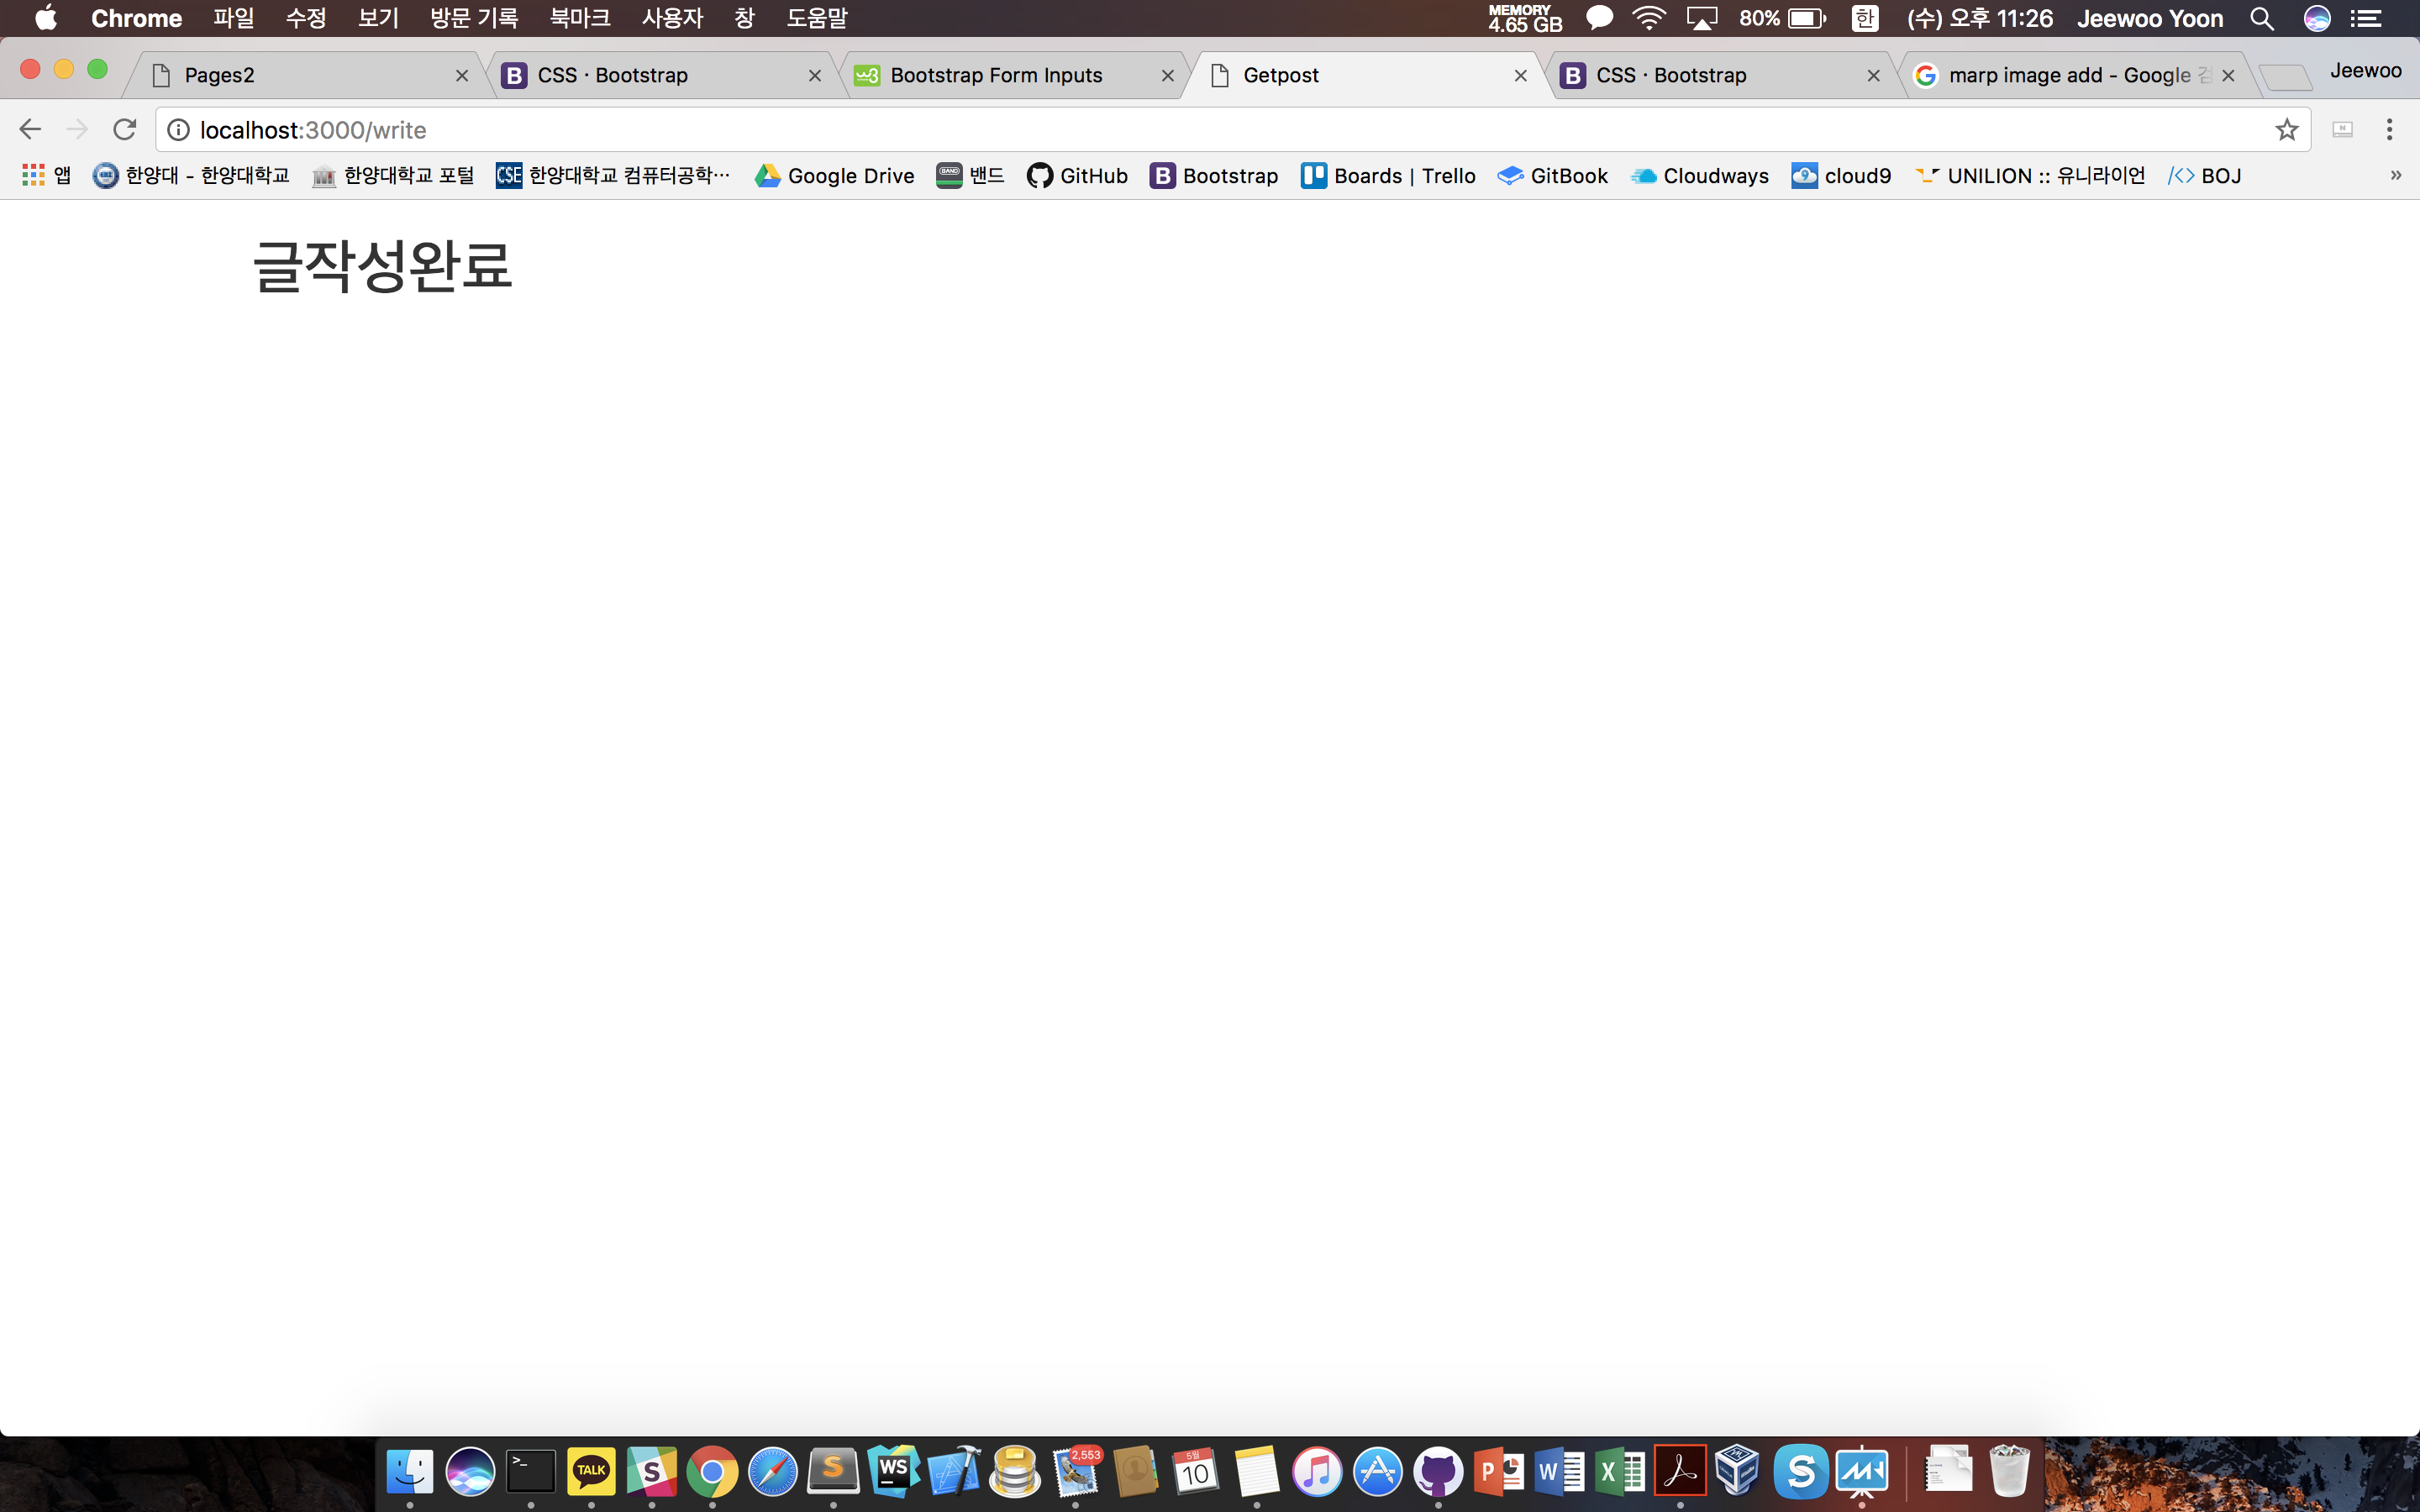 Chrome 파일 수정 보기 방문 기록 북마크 사용자 창 도움말 MEMORY 4.65 GB 80% 한 (수) 오후 11:26 Jeewoo Yoon
Pages2 CSS · Bootstrap Bootstrap Form Inputs Getpost CSS · Bootstrap marp image add - Google 검 Jeewoo
localhost:3000/write
앱 한양대 - 한양대학교 한양대학교 포털 CSE 한양대학교 컴퓨터공학… Google Drive 밴드 GitHub Bootstrap Boards | Trello GitBook Cloudways cloud9 UNILION :: 유니라이언 BOJ »
글작성완료
TALK S S WS 2,553 5월 10 P W X S